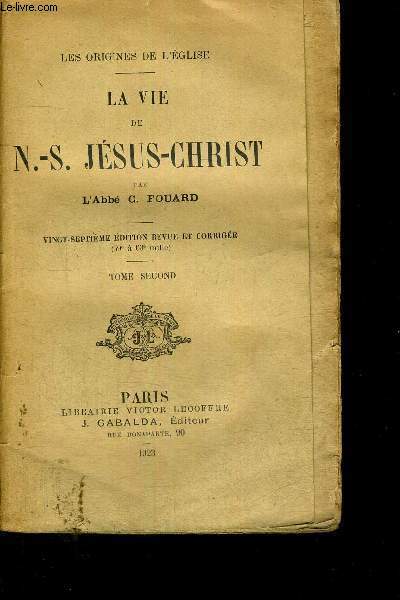 © le-livre.com
LES ORIGINES DE L'ÉGLISE
LA VIE
DE
N.-S. JÉSUS-CHRIST
PAR
L'Abbé C. FOUARD
VINGT-SEPTIÈME ÉDITION REVUE ET CORRIGÉE
TOME SECOND
PARIS
LIBRAIRIE VICTOR LECOFFRE
J. GABALDA, Éditeur
RUE BONAPARTE, 90
1923